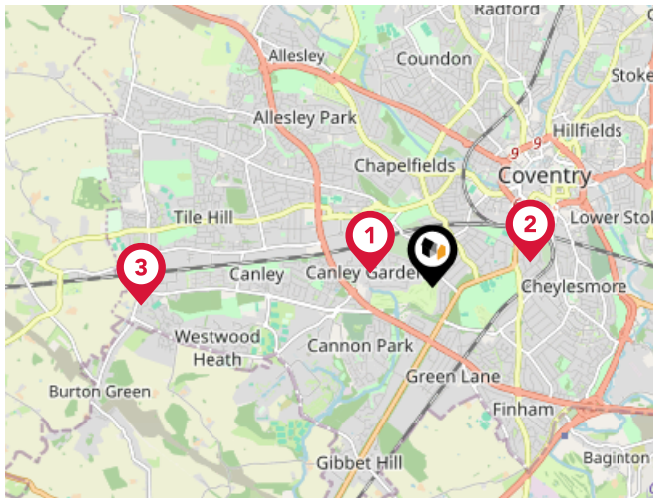 Radford
Allesley
Coundon
Stoke
Allesley Park
Hillfields
9
9
Chapelfields
Coventry
Tile Hill
Lower Stok
1
2
3
Canley
Canley Garden
Cheylesmore
Westwood
Heath
Cannon Park
Green Lane
Burton Green
Finham
Gibbet Hill
Baginton